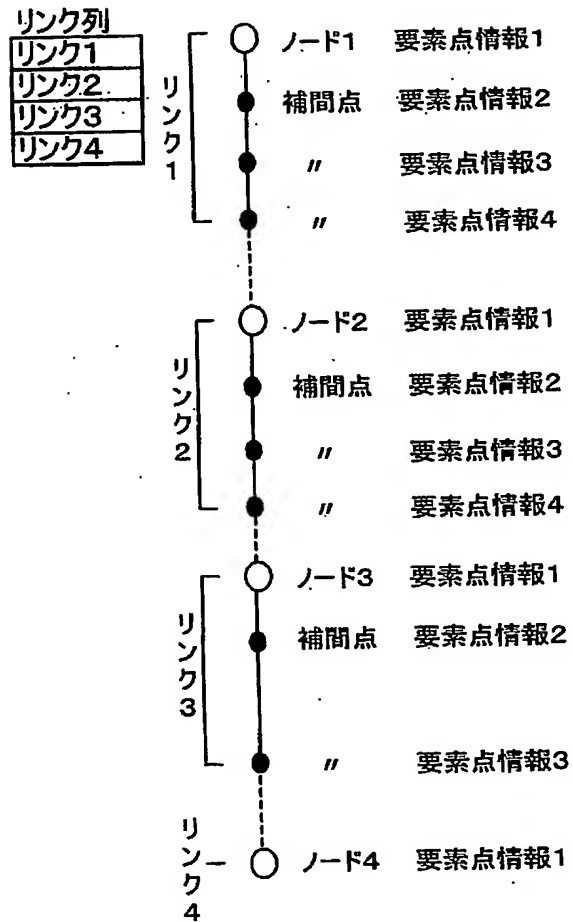 リンク列
リンク1
リンク2
リンク3
リンク4
リンク1
ノード1 要素点情報1
補間点 要素点情報2
〃 要素点情報3
〃 要素点情報4
リンク2
ノード2 要素点情報1
補間点 要素点情報2
〃 要素点情報3
〃 要素点情報4
リンク3
ノード3 要素点情報1
補間点 要素点情報2
〃 要素点情報3
リンク4
ノード4 要素点情報1